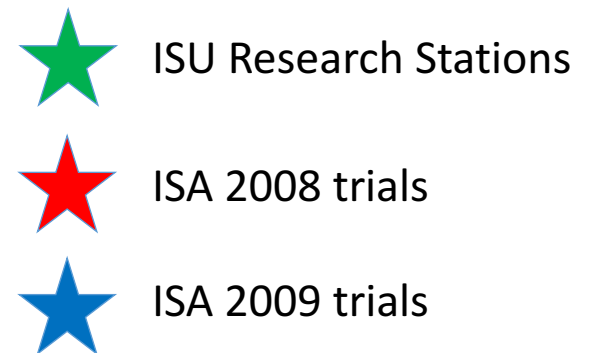 ISU Research Stations
ISA 2008 trials
ISA 2009 trials